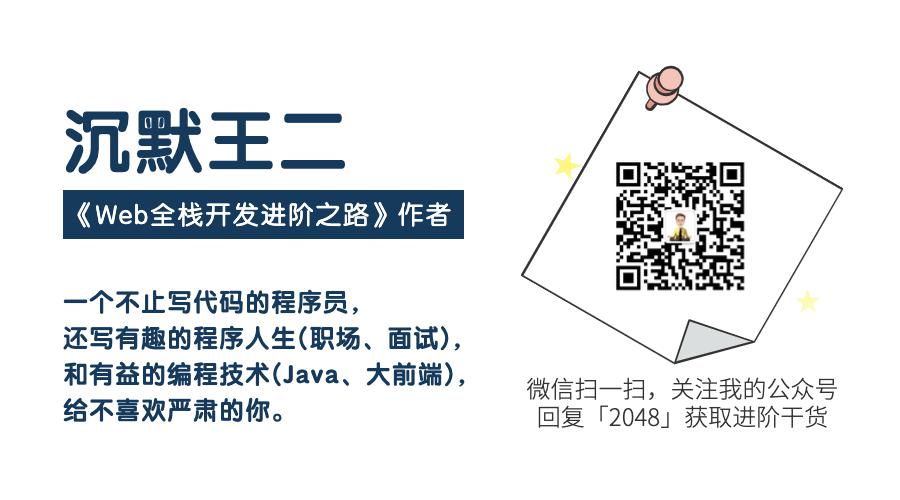 沉默王二
《Web全栈开发进阶之路》作者
一个不止写代码的程序员，
还写有趣的程序人生(职场、面试)，
和有益的编程技术(Java、大前端)，
给不喜欢严肃的你。
微信扫一扫，关注我的公众号
回复「2048」获取进阶干货